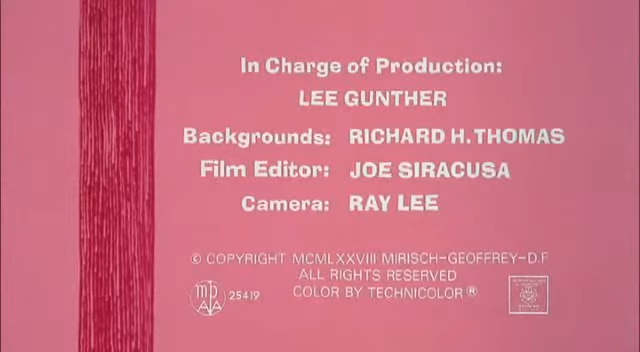 In Charge of Production:
LEE GUNTHER
Backgrounds: RICHARD H. THOMAS
Film Editor: JOE SIRACUSA
Camera: RAY LEE
© COPYRIGHT MCMLXXVIII MIRISCH-GEOFFREY-D.F
ALL RIGHTS RESERVED
COLOR BY TECHNICOLOR®
MPAA 25419